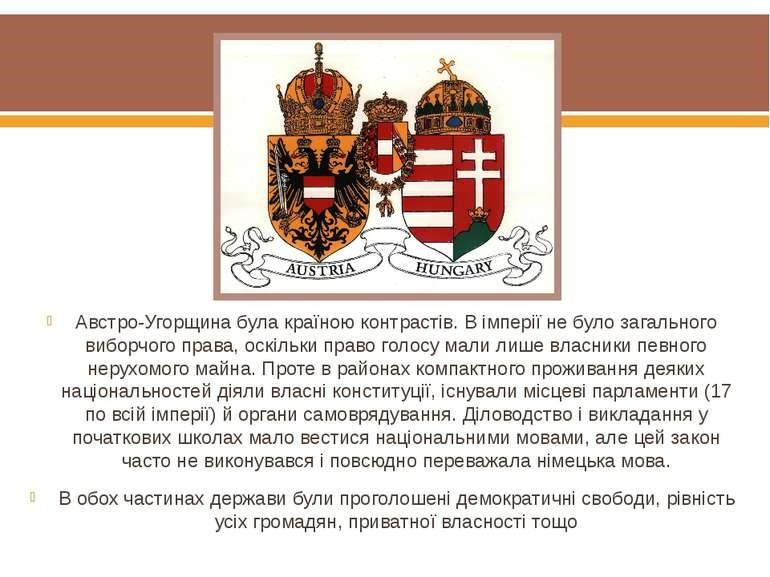 AUSTRIA
HUNGARY
Австро-Угорщина була країною контрастів. В імперії не було загального
виборчого права, оскільки право голосу мали лише власники певного
нерухомого майна. Проте в районах компактного проживання деяких
національностей діяли власні конституції, існували місцеві парламенти (17
по всій імперії) й органи самоврядування. Діловодство і викладання у
початкових школах мало вестися національними мовами, але цей закон
часто не виконувався і повсюдно переважала німецька мова.
В обох частинах держави були проголошені демократичні свободи, рівність
усіх громадян, приватної власності тощо